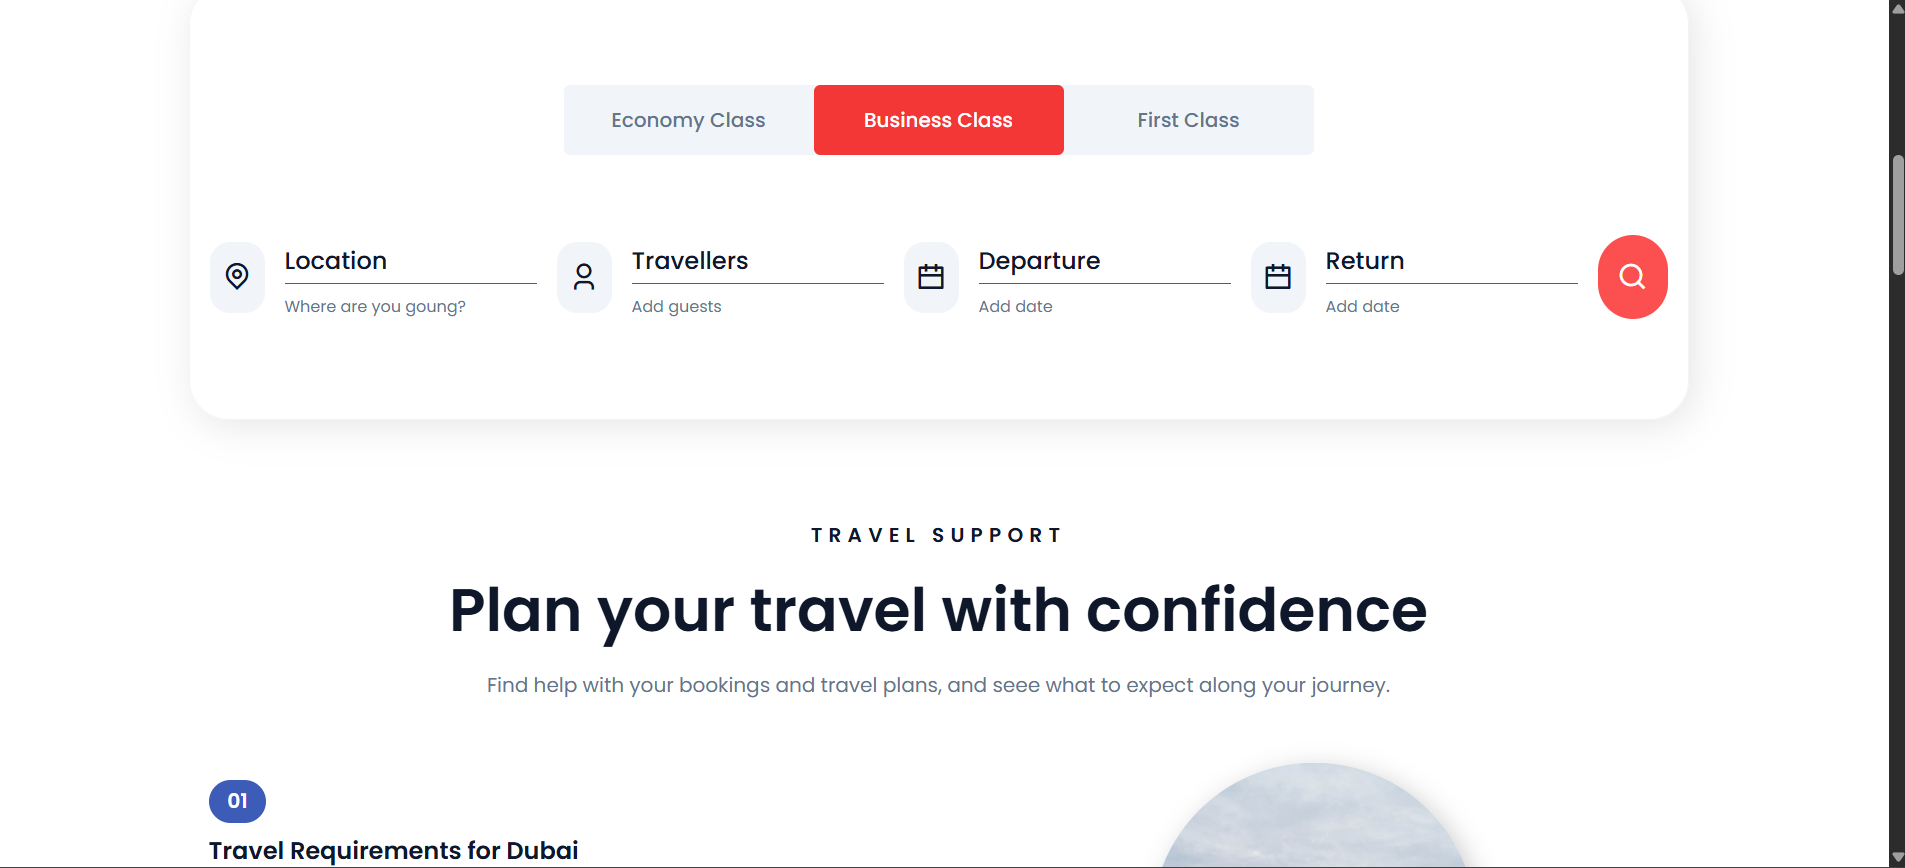 Economy Class
Business Class
First Class
Location
Where are you goung?
Travellers
Add guests
Departure
Add date
Return
Add date
TRAVEL SUPPORT
Plan your travel with confidence
Find help with your bookings and travel plans, and seee what to expect along your journey.
01
Travel Requirements for Dubai